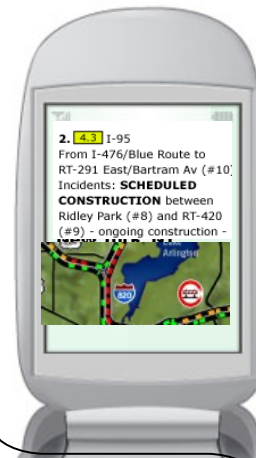 2. 4.3 I-95
From I-476/Blue Route to
RT-291 East/Bartram Av (#10)
Incidents: SCHEDULED
CONSTRUCTION between
Ridley Park (#8) and RT-420
(#9) - ongoing construction -
Lake
Arlington
820